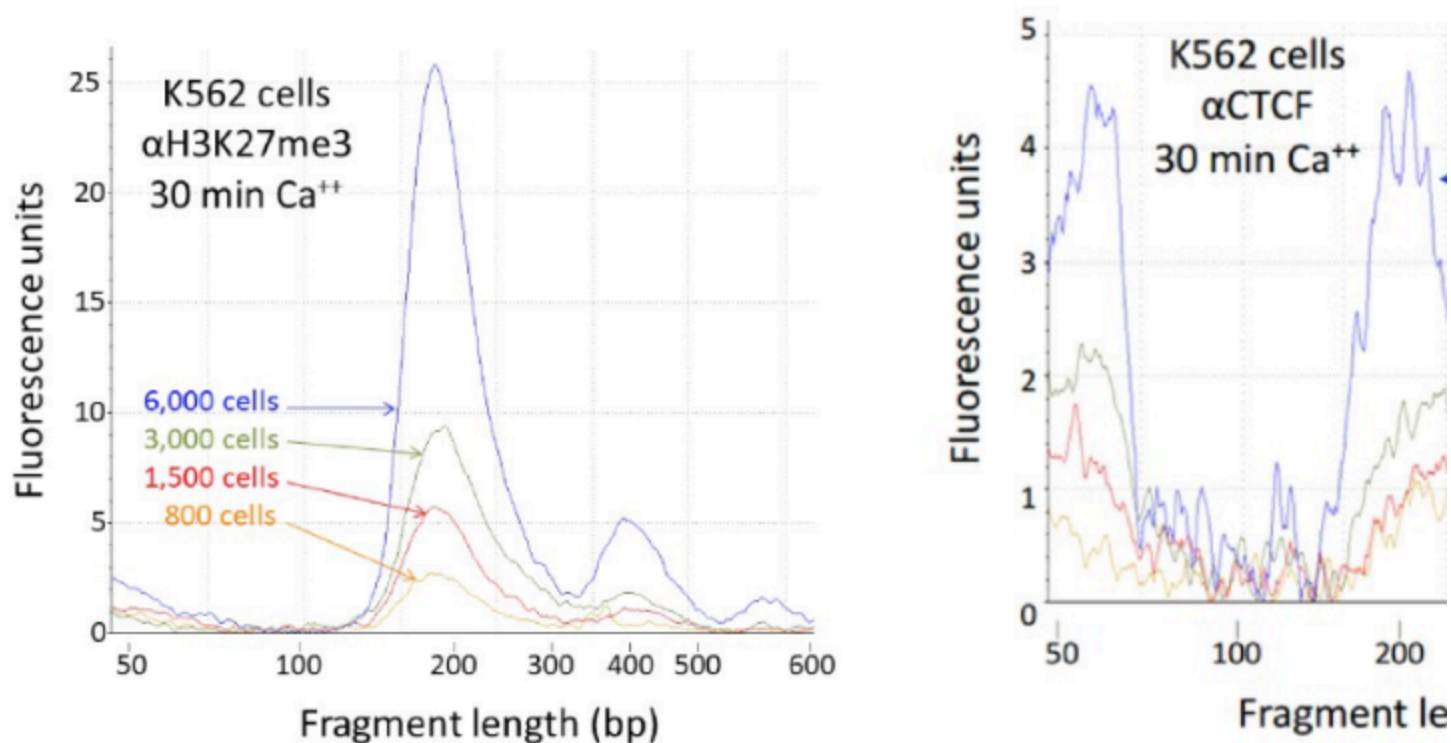 25
20
15
10
5
0
Fluorescence units
K562 cells
αH3K27me3
30 min Ca⁺⁺
6,000 cells
3,000 cells
1,500 cells
800 cells
50 100 200 300 400 500 600
Fragment length (bp)
5
4
3
2
1
0
Fluorescence units
K562 cells
αCTCF
30 min Ca⁺⁺
50 100 200
Fragment le